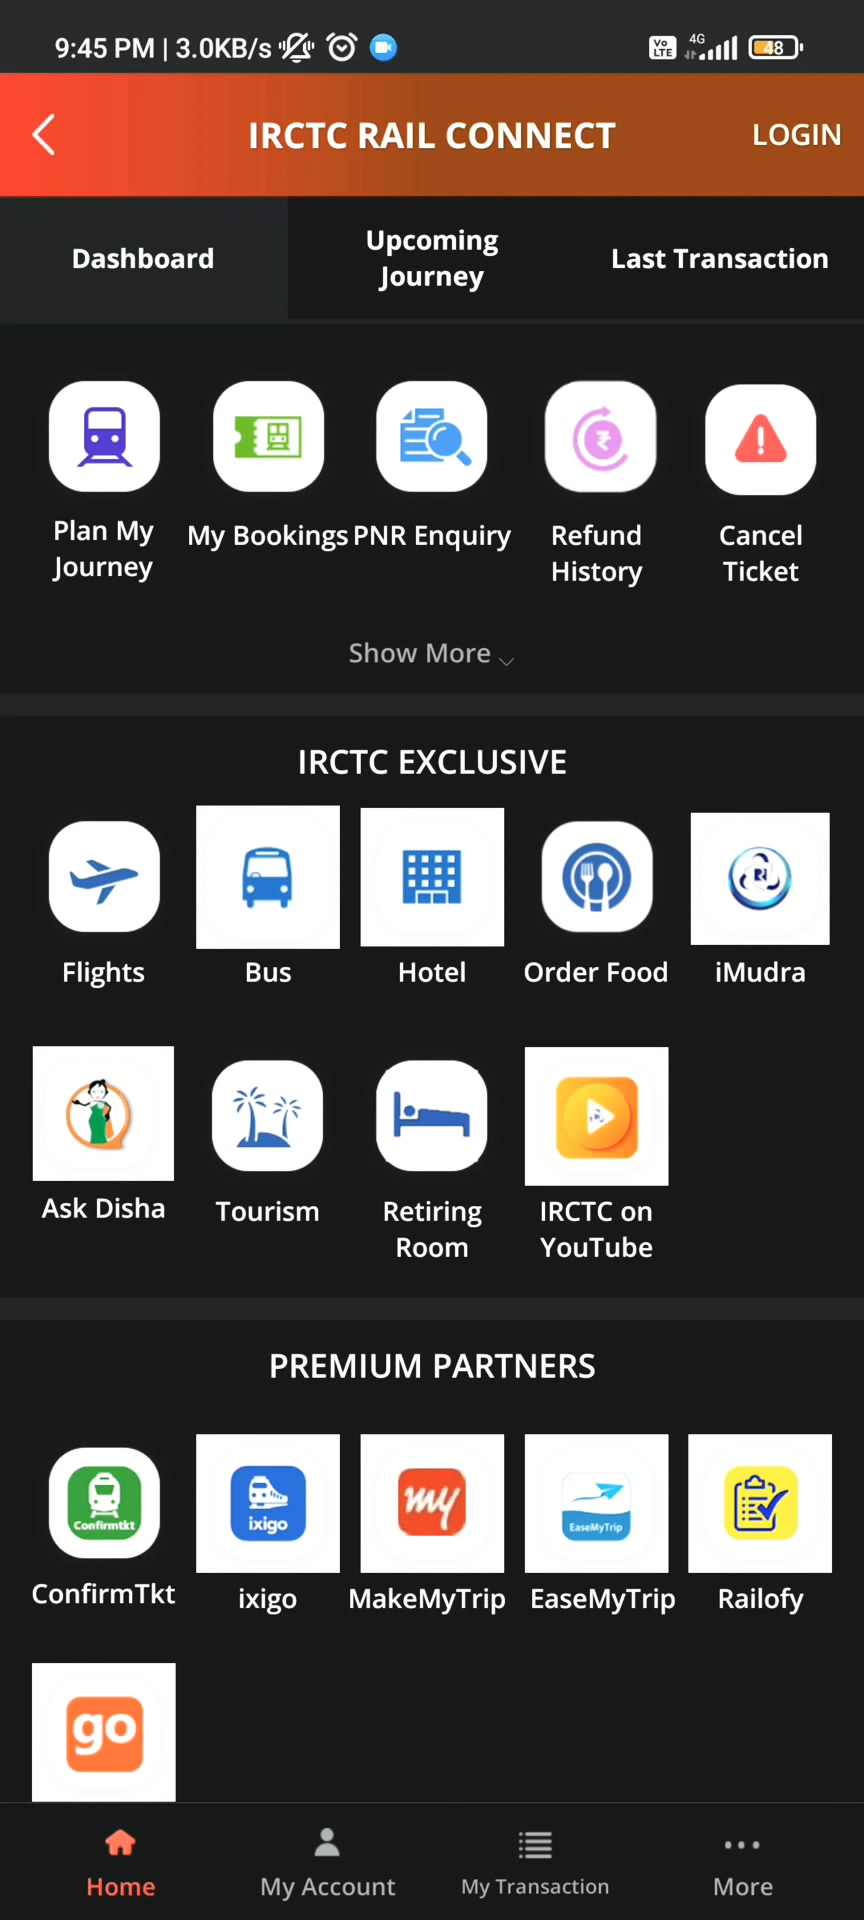 9:45 PM | 3.0KB/s
Vo LTE 4G 48
IRCTC RAIL CONNECT
LOGIN
Dashboard
Upcoming
Journey
Last Transaction
Plan My
Journey
My Bookings
PNR Enquiry
Refund
History
Cancel
Ticket
Show More
IRCTC EXCLUSIVE
Flights
Bus
Hotel
Order Food
iMudra
Ask Disha
Tourism
Retiring
Room
IRCTC on
YouTube
PREMIUM PARTNERS
Confirmtkt
ixigo
my
EaseMyTrip
ConfirmTkt
ixigo
MakeMyTrip
EaseMyTrip
Railofy
go
Home
My Account
My Transaction
More